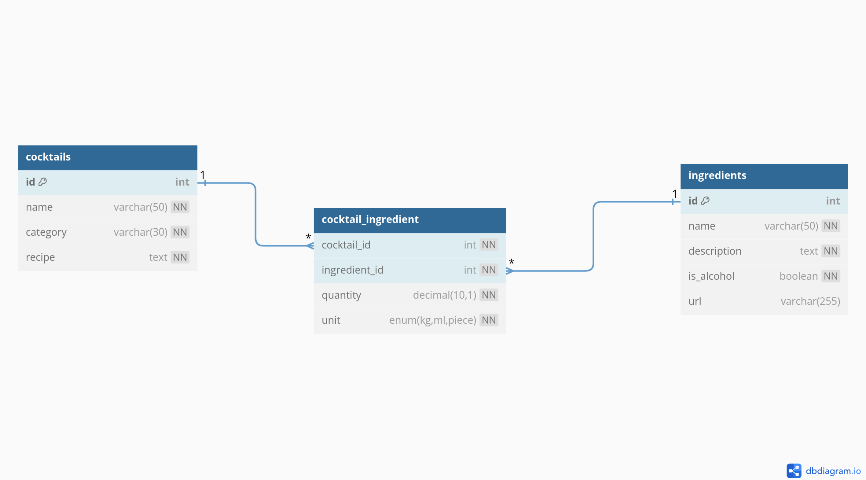 cocktails
id int
name varchar(50) NN
category varchar(30) NN
recipe text NN
1
*
cocktail_ingredient
cocktail_id int NN
ingredient_id int NN
quantity decimal(10,1) NN
unit enum(kg,ml,piece) NN
*
1
ingredients
id int
name varchar(50) NN
description text NN
is_alcohol boolean NN
url varchar(255)
dbdiagram.io